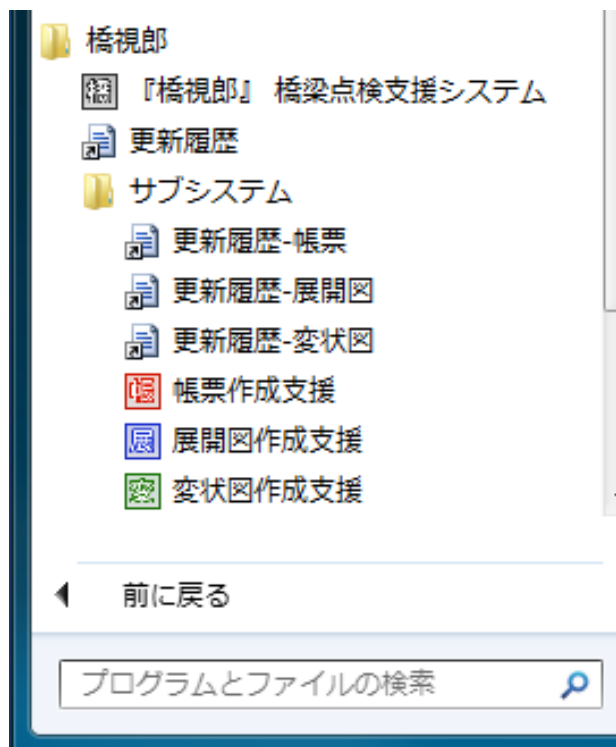 橋視郎
『橋視郎』 橋梁点検支援システム
更新履歴
サブシステム
更新履歴-帳票
更新履歴-展開図
更新履歴-変状図
帳票作成支援
展 展開図作成支援
変状図作成支援
前に戻る
プログラムとファイルの検索